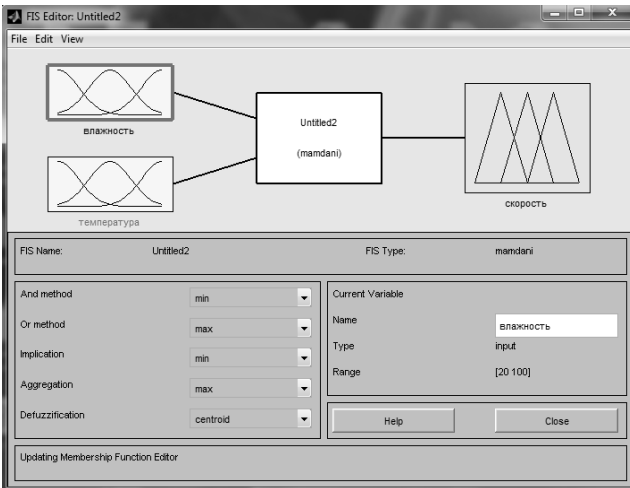 FIS Editor: Untitled2
File Edit View
влажность
температура
Untitled2
(mamdani)
скорость
FIS Name: Untitled2 FIS Type: mamdani
And method min
Or method max
Implication min
Aggregation max
Defuzzification centroid
Current Variable
Name влажность
Type input
Range [20 100]
Help Close
Updating Membership Function Editor